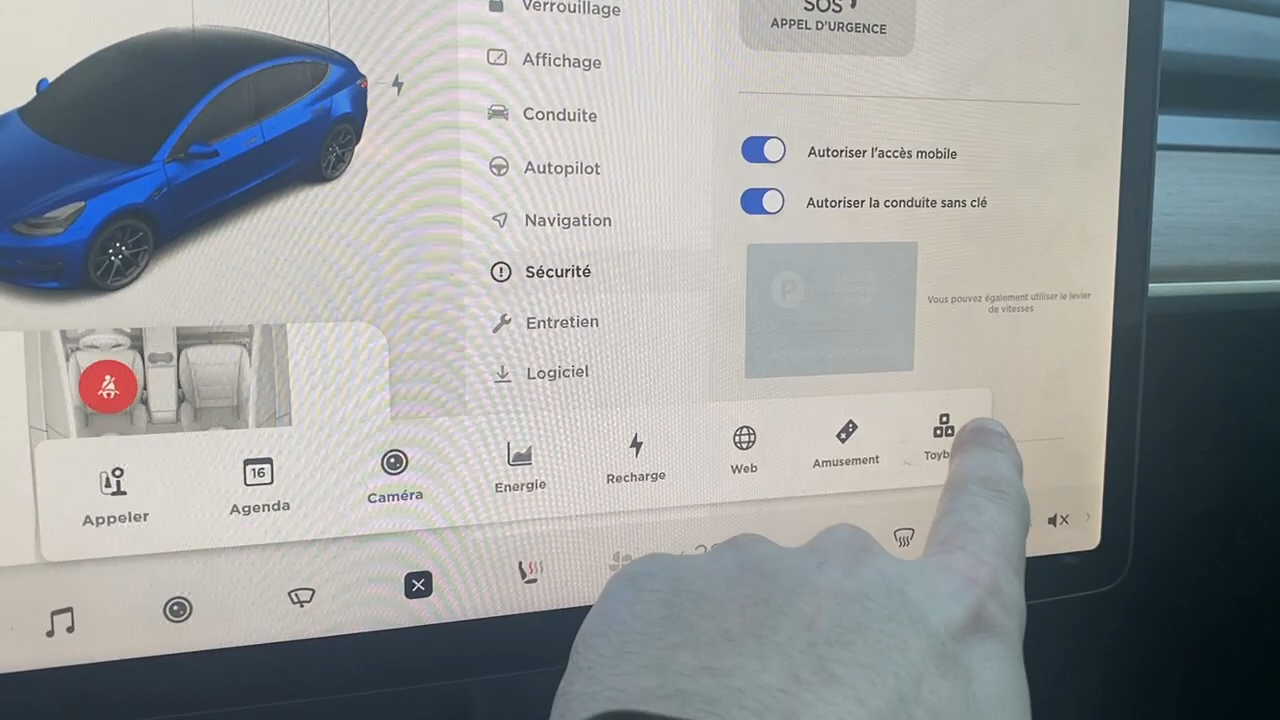 Verrouillage
Affichage
Conduite
Autopilot
Navigation
Sécurité
Entretien
Logiciel
SOS
APPEL D'URGENCE
Autoriser l'accès mobile
Autoriser la conduite sans clé
P
Vous pouvez également utiliser le levier
de vitesses
Appeler
16
Agenda
Caméra
Energie
Recharge
Web
Amusement